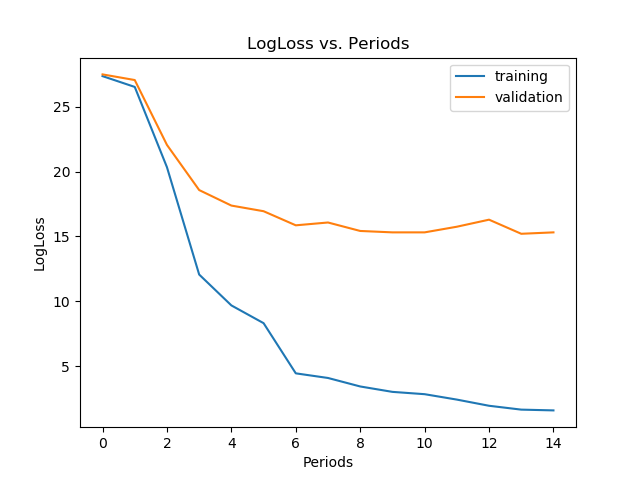 LogLoss vs. Periods
training
validation
LogLoss
25
20
15
10
5
0 2 4 6 8 10 12 14
Periods